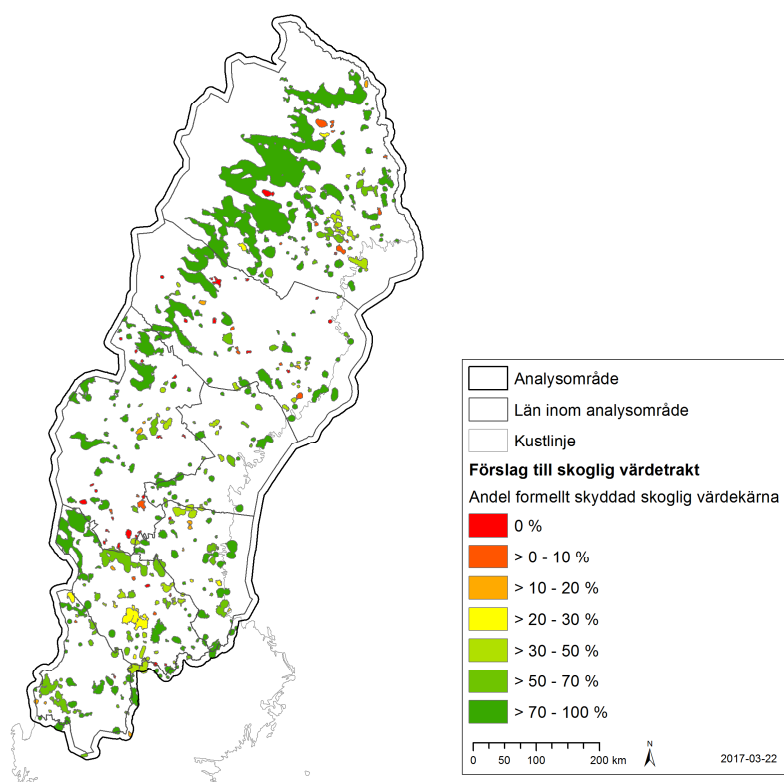 Analysområde
Län inom analysområde
Kustlinje
Förslag till skoglig värdetrakt
Andel formellt skyddad skoglig värdekärna
0 %
> 0 - 10 %
> 10 - 20 %
> 20 - 30 %
> 30 - 50 %
> 50 - 70 %
> 70 - 100 %
0 50 100 200 km
N
2017-03-22